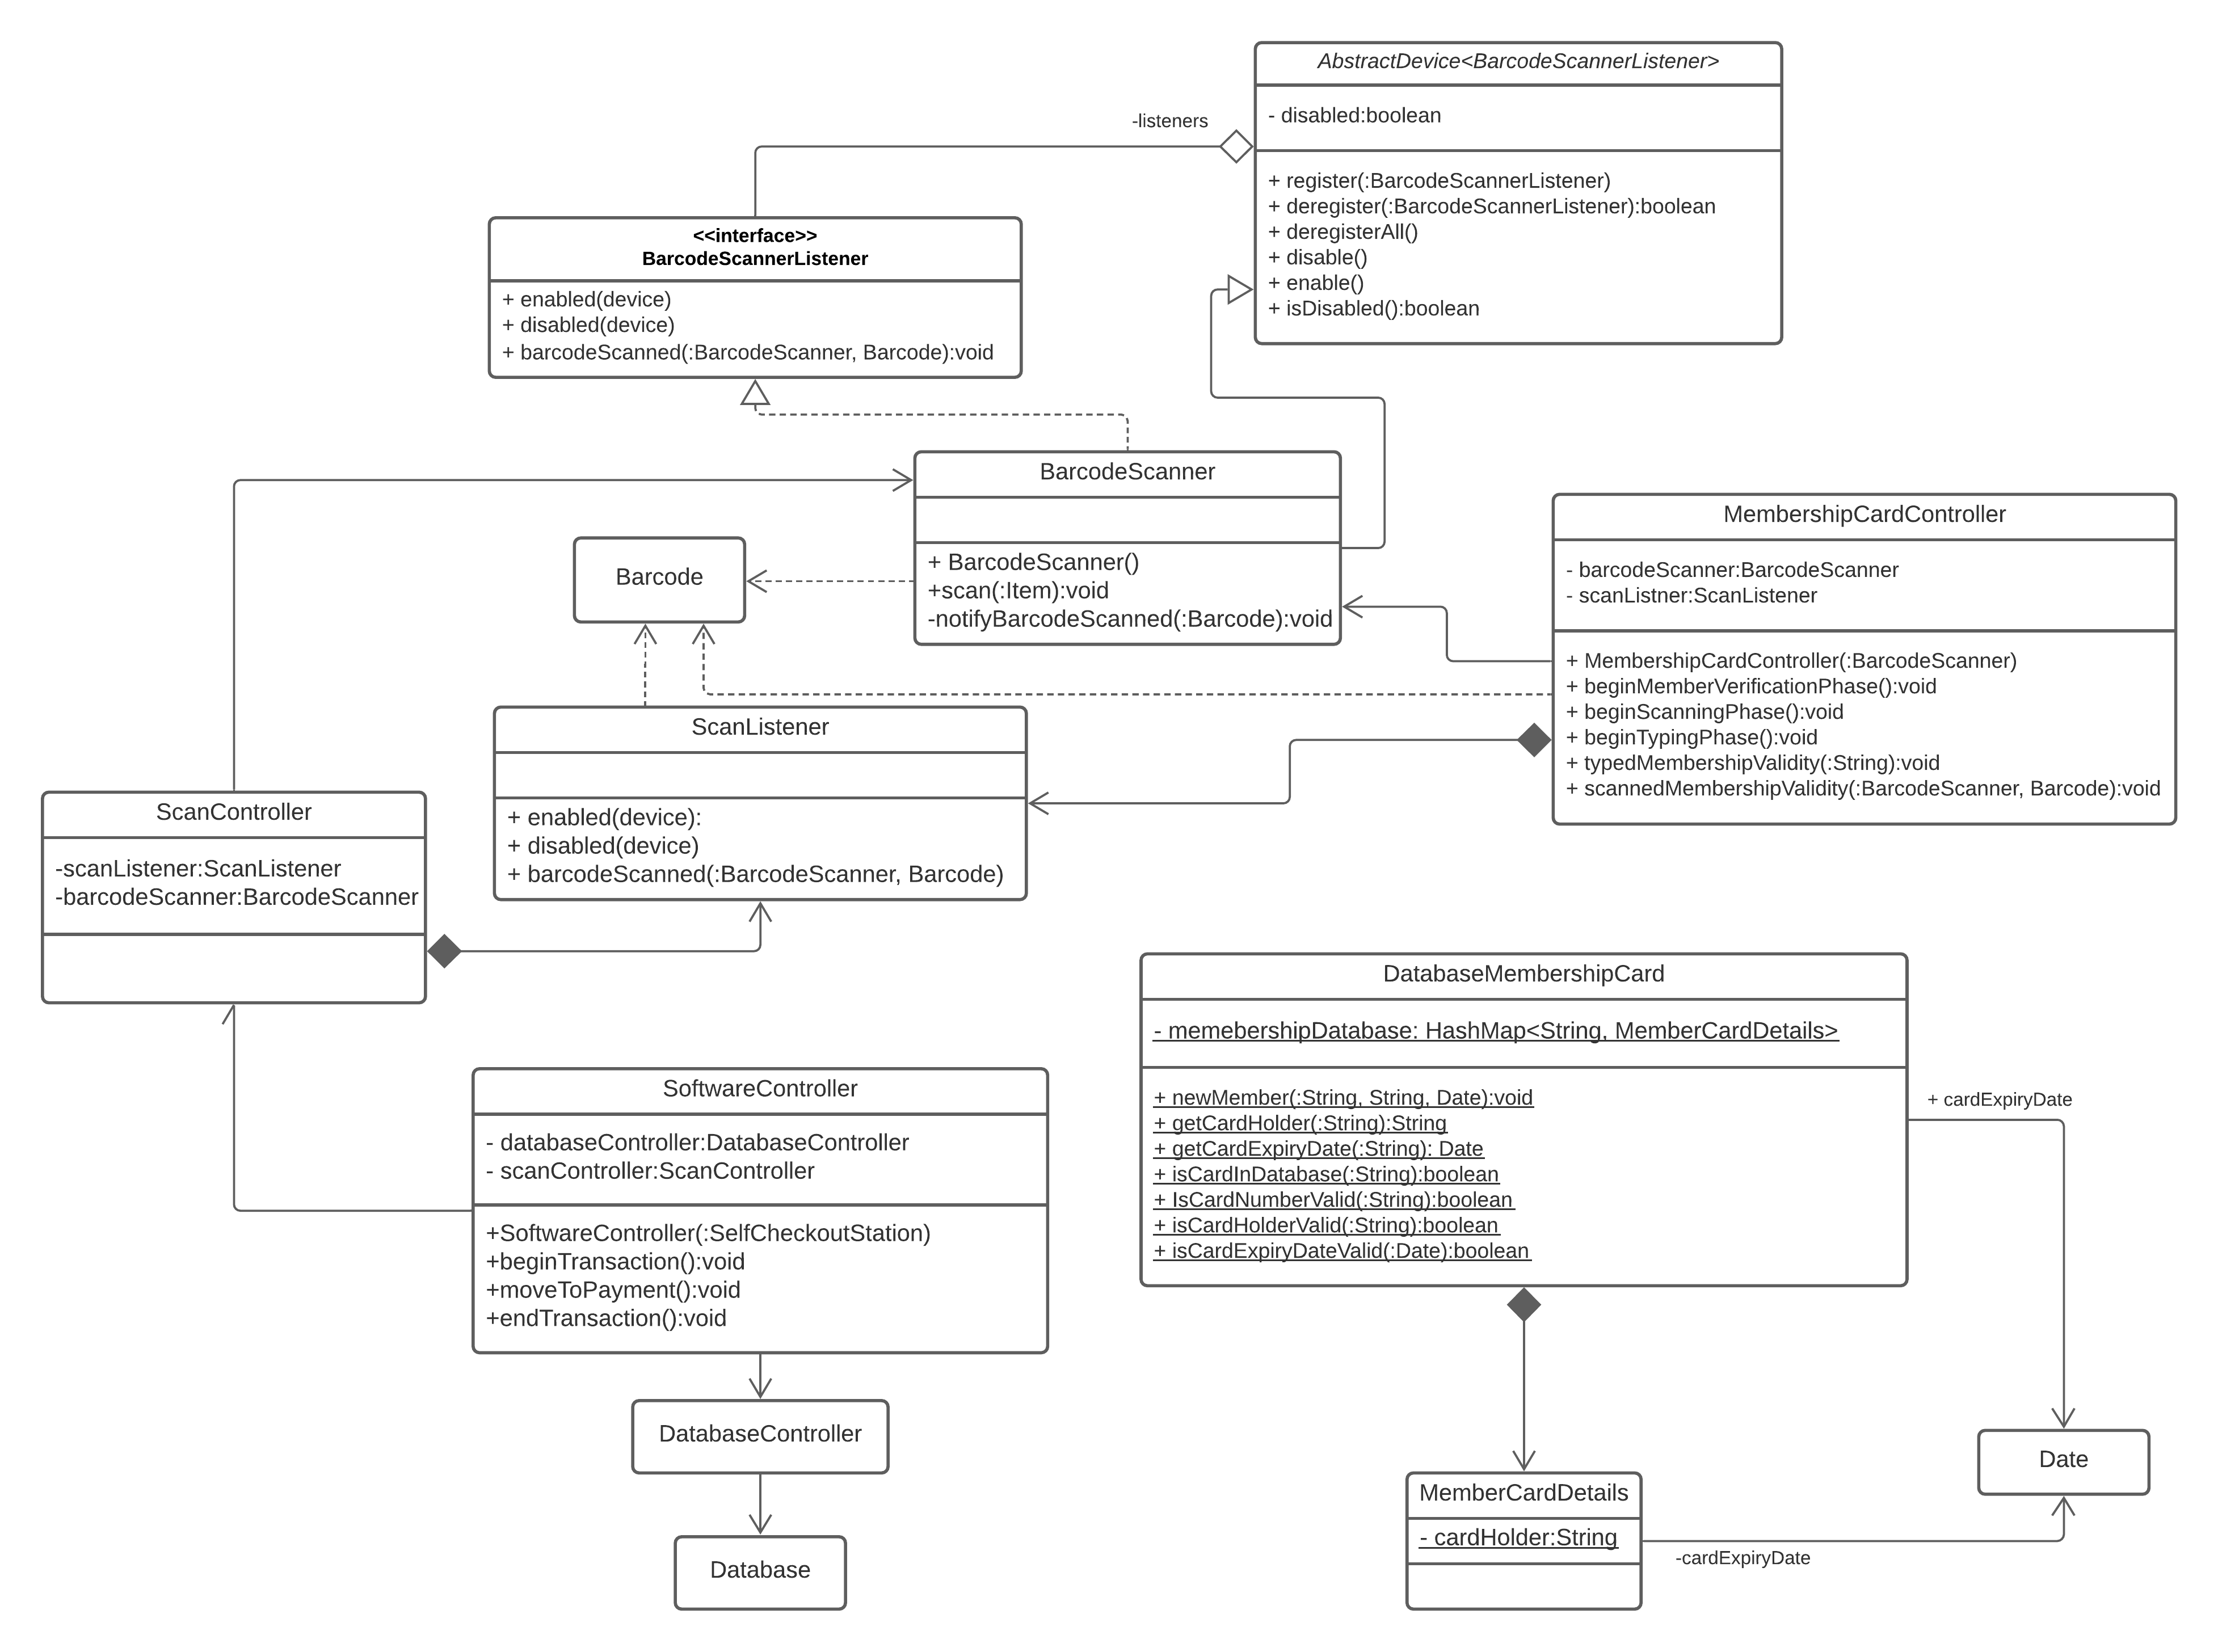 AbstractDevice<BarcodeScannerListener>
- disabled:boolean
+ register(:BarcodeScannerListener)
+ deregister(:BarcodeScannerListener):boolean
+ deregisterAll()
+ disable()
+ enable()
+ isDisabled():boolean
-listeners
<<interface>>
BarcodeScannerListener
+ enabled(device)
+ disabled(device)
+ barcodeScanned(:BarcodeScanner, Barcode):void
BarcodeScanner
+ BarcodeScanner()
+scan(:Item):void
-notifyBarcodeScanned(:Barcode):void
Barcode
MembershipCardController
- barcodeScanner:BarcodeScanner
- scanListner:ScanListener
+ MembershipCardController(:BarcodeScanner)
+ beginMemberVerificationPhase():void
+ beginScanningPhase():void
+ beginTypingPhase():void
+ typedMembershipValidity(:String):void
+ scannedMembershipValidity(:BarcodeScanner, Barcode):void
ScanListener
+ enabled(device):
+ disabled(device)
+ barcodeScanned(:BarcodeScanner, Barcode)
ScanController
-scanListener:ScanListener
-barcodeScanner:BarcodeScanner
DatabaseMembershipCard
- memebershipDatabase: HashMap<String, MemberCardDetails>
+ newMember(:String, String, Date):void
+ getCardHolder(:String):String
+ getCardExpiryDate(:String): Date
+ isCardInDatabase(:String):boolean
+ IsCardNumberValid(:String):boolean
+ isCardHolderValid(:String):boolean
+ isCardExpiryDateValid(:Date):boolean
+ cardExpiryDate
SoftwareController
- databaseController:DatabaseController
- scanController:ScanController
+SoftwareController(:SelfCheckoutStation)
+beginTransaction():void
+moveToPayment():void
+endTransaction():void
DatabaseController
Database
MemberCardDetails
- cardHolder:String
-cardExpiryDate
Date